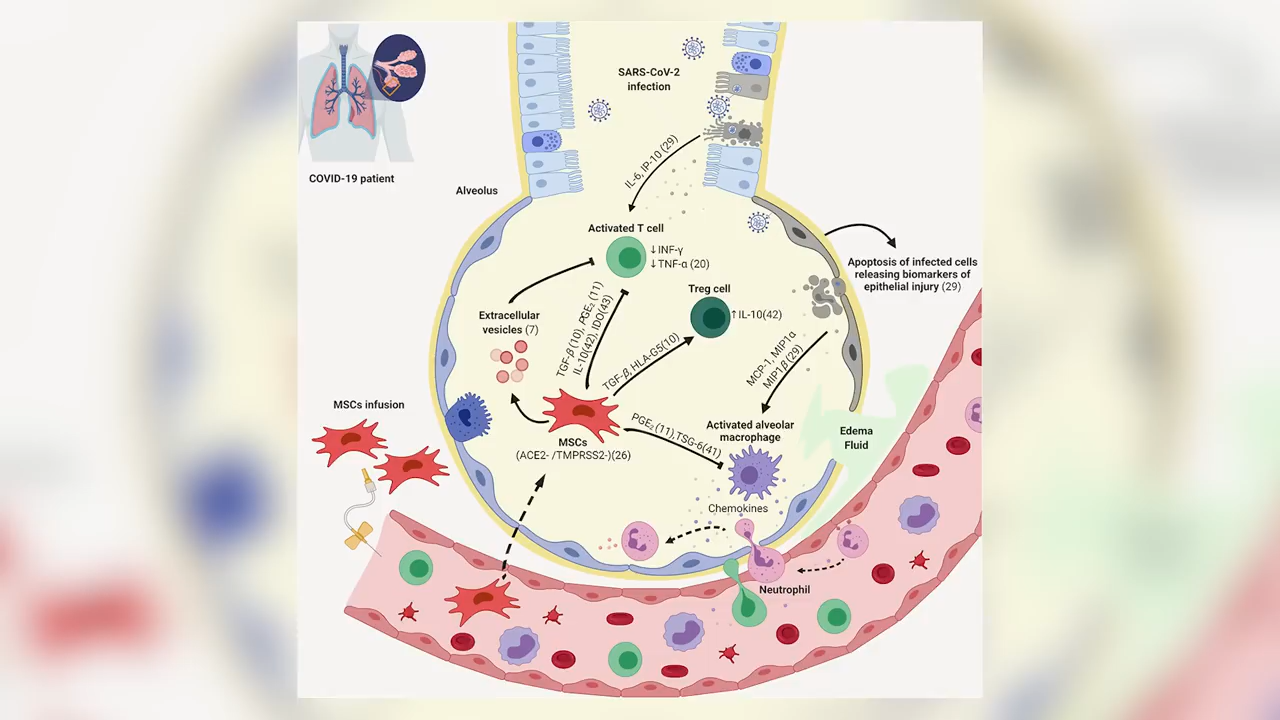 SARS-CoV-2
infection
COVID-19 patient
Alveolus
IL-6, IP-10 (29)
Activated T cell
↓INF-γ
↓TNF-α (20)
Apoptosis of infected cells
releasing biomarkers of
epithelial injury (29)
Treg cell
↑IL-10(42)
Extracellular
vesicles (7)
TGF-β (10), PGE₂ (11)
IL-10(42), IDO(43)
TGF-β, HLA-G5(10)
MCP-1, MIP1α
MIP1β(29)
MSCs infusion
PGE₂ (11),TSG-6(41)
Activated alveolar
macrophage
Edema
Fluid
MSCs
(ACE2- /TMPRSS2-)(26)
Chemokines
Neutrophil